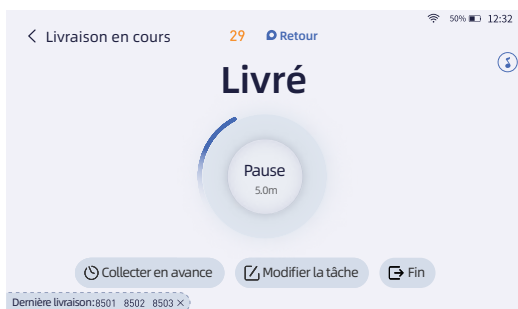 50% 12:32
Livraison en cours 29 Retour
Livré
Pause
5.0m
Collecter en avance Modifier la tâche Fin
Dernière livraison:8501 8502 8503 ×